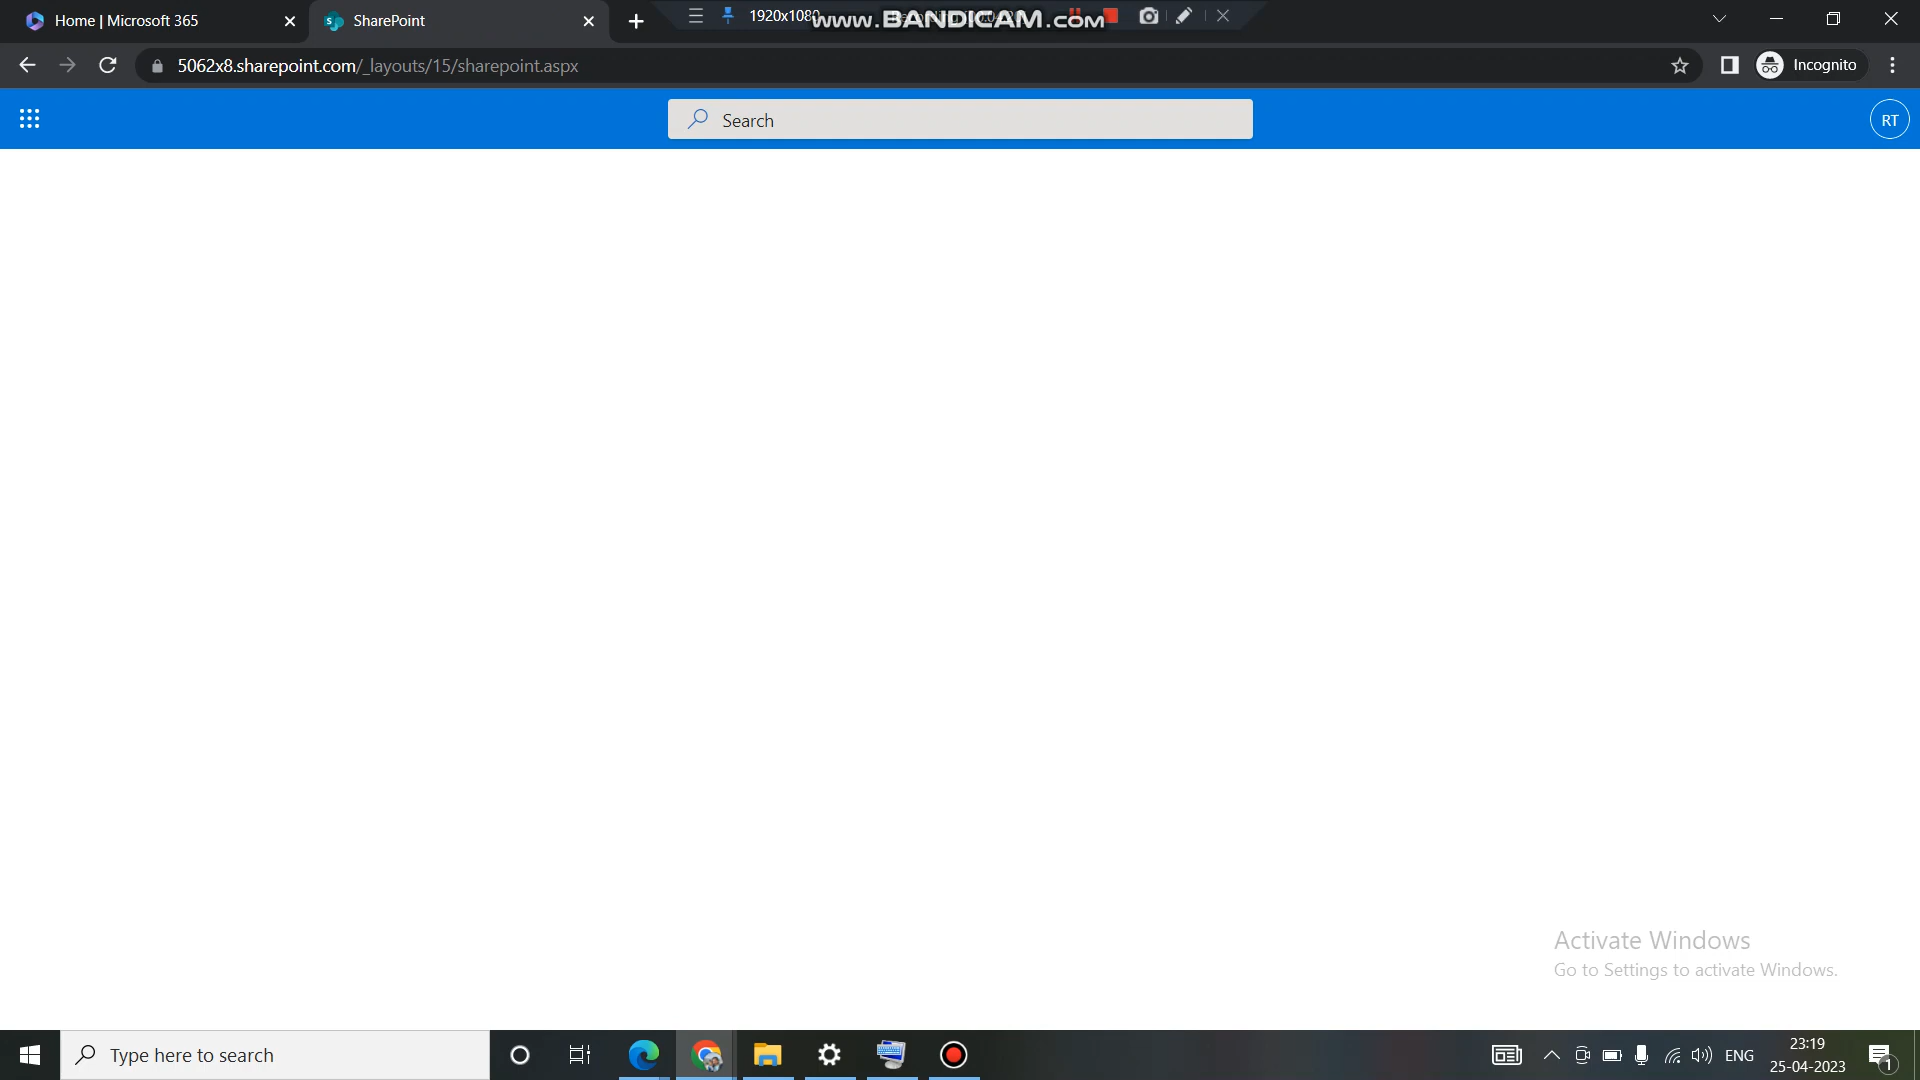 Home | Microsoft 365
SharePoint
1920x1080
www.BANDICAM.com
5062x8.sharepoint.com/_layouts/15/sharepoint.aspx
Incognito
Search
RT
Activate Windows
Go to Settings to activate Windows.
Type here to search
ENG
23:19
25-04-2023
1